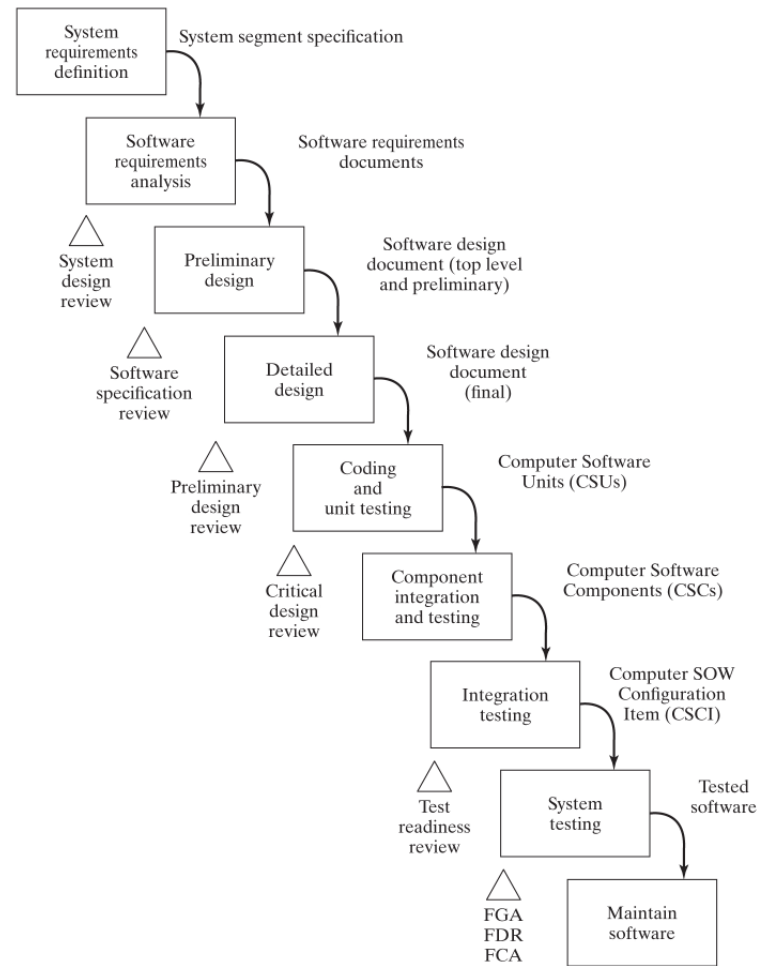 System
requirements
definition
System segment specification
Software
requirements
analysis
Software requirements
documents
System
design
review
Preliminary
design
Software design
document (top level
and preliminary)
Software
specification
review
Detailed
design
Software design
document
(final)
Preliminary
design
review
Coding
and
unit testing
Computer Software
Units (CSUs)
Critical
design
review
Component
integration
and testing
Computer Software
Components (CSCs)
Integration
testing
Computer SOW
Configuration
Item (CSCI)
Test
readiness
review
System
testing
Tested
software
FGA
FDR
FCA
Maintain
software